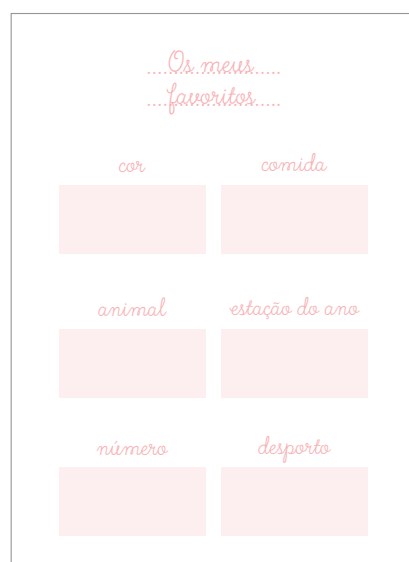 Os meus
favoritos
cor
comida
animal
estação do ano
número
desporto